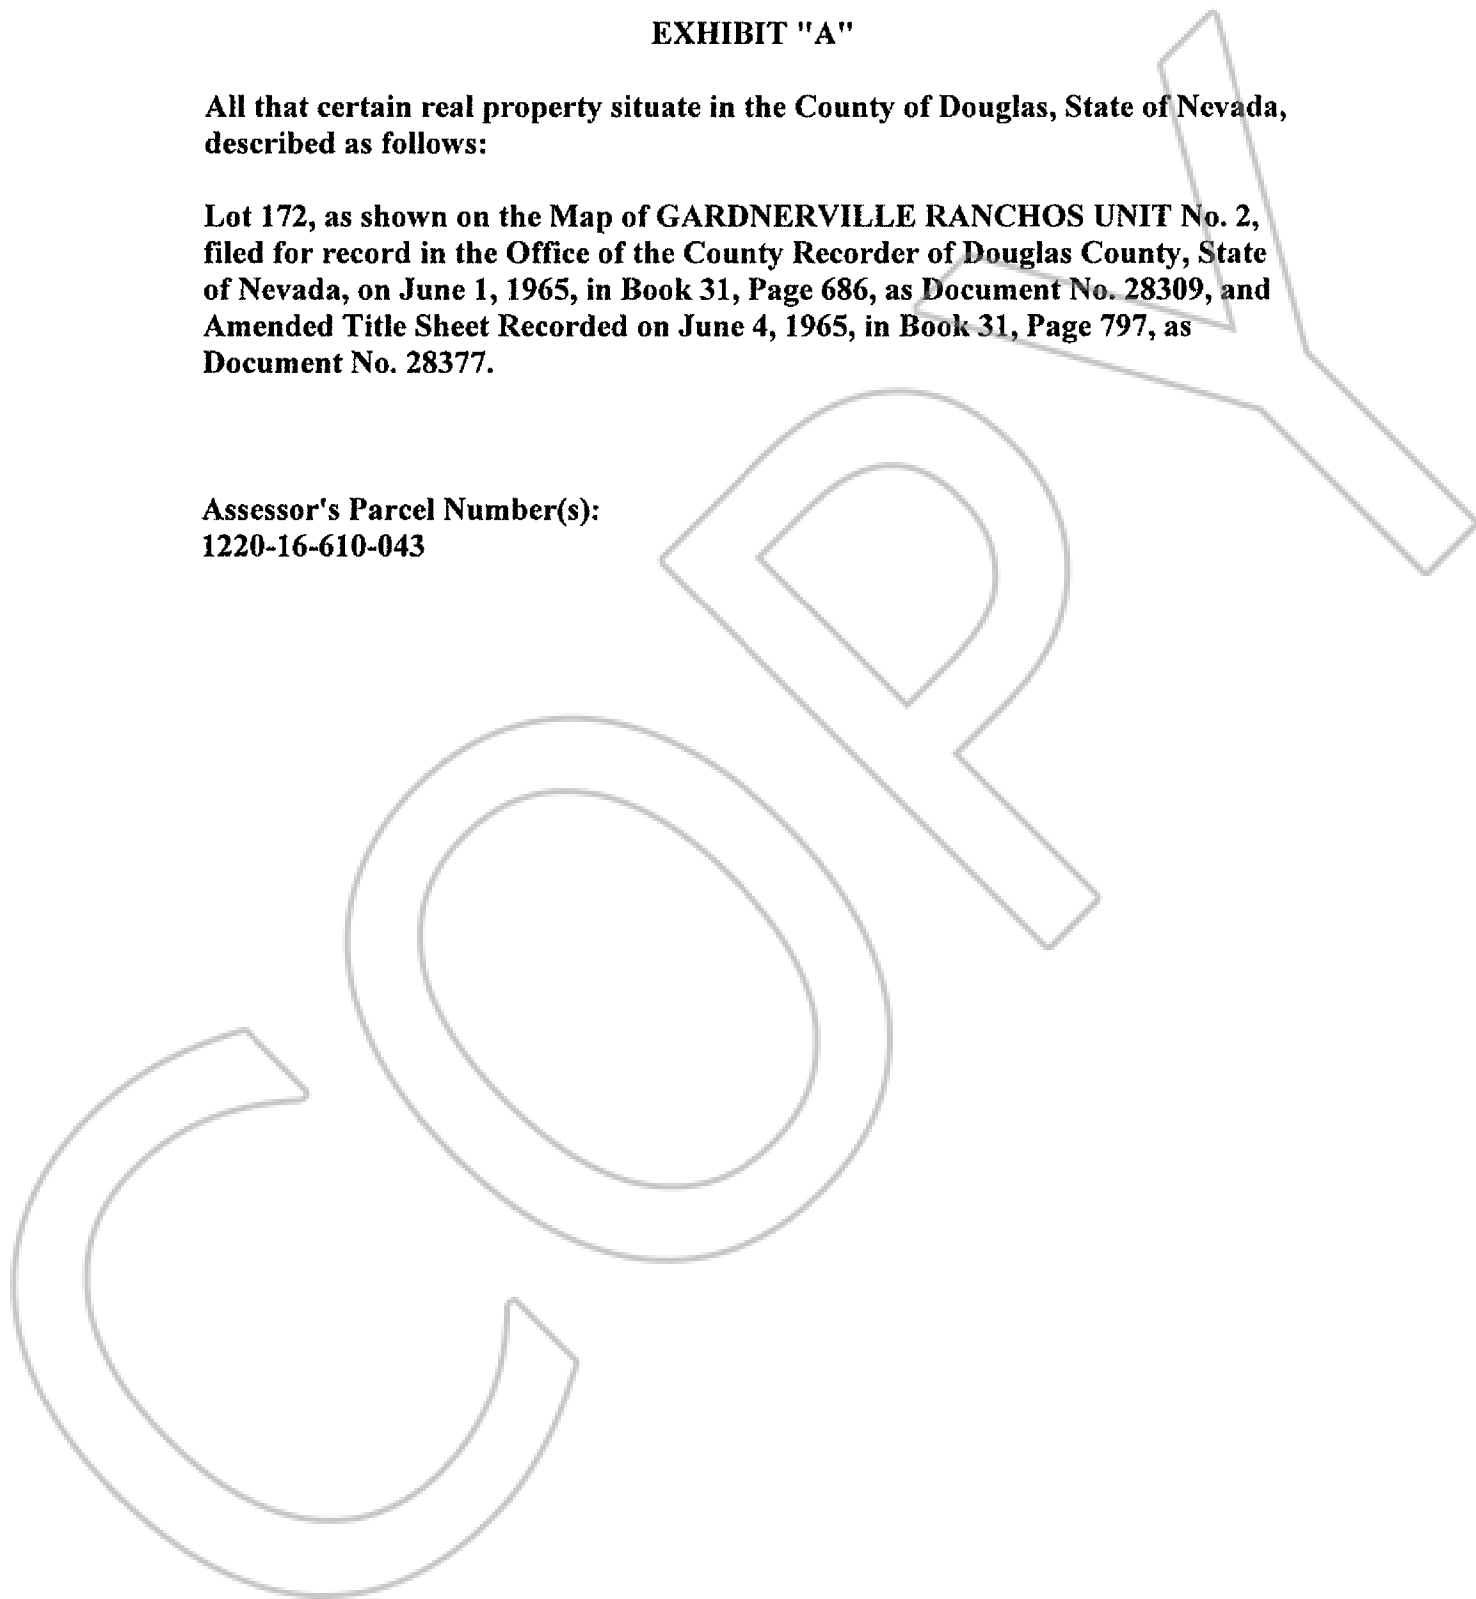 EXHIBIT "A"
All that certain real property situate in the County of Douglas, State of Nevada,
described as follows:
Lot 172, as shown on the Map of GARDNERVILLE RANCHOS UNIT No. 2,
filed for record in the Office of the County Recorder of Douglas County, State
of Nevada, on June 1, 1965, in Book 31, Page 686, as Document No. 28309, and
Amended Title Sheet Recorded on June 4, 1965, in Book 31, Page 797, as
Document No. 28377.
Assessor's Parcel Number(s):
1220-16-610-043
COPY